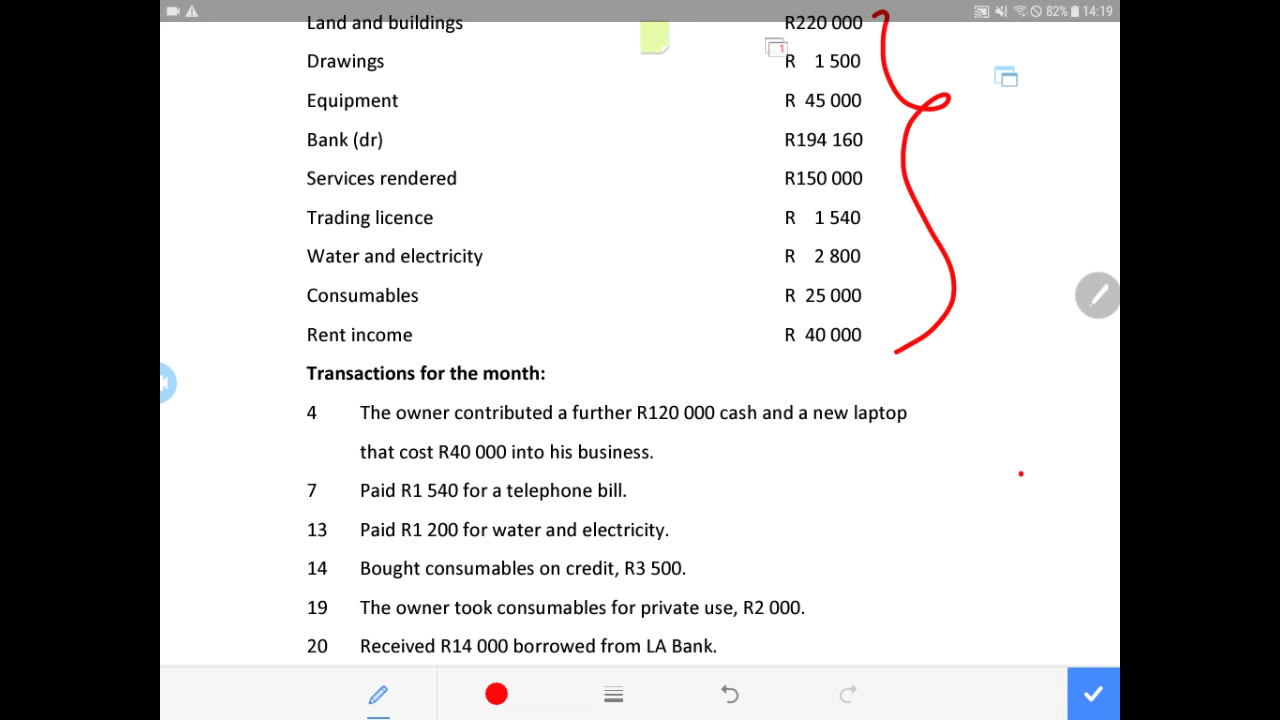 82% 14:19
Land and buildings R220 000
1
Drawings R 1 500
Equipment R 45 000
Bank (dr) R194 160
Services rendered R150 000
Trading licence R 1 540
Water and electricity R 2 800
Consumables R 25 000
Rent income R 40 000
Transactions for the month:
4 The owner contributed a further R120 000 cash and a new laptop
that cost R40 000 into his business.
7 Paid R1 540 for a telephone bill.
13 Paid R1 200 for water and electricity.
14 Bought consumables on credit, R3 500.
19 The owner took consumables for private use, R2 000.
20 Received R14 000 borrowed from LA Bank.